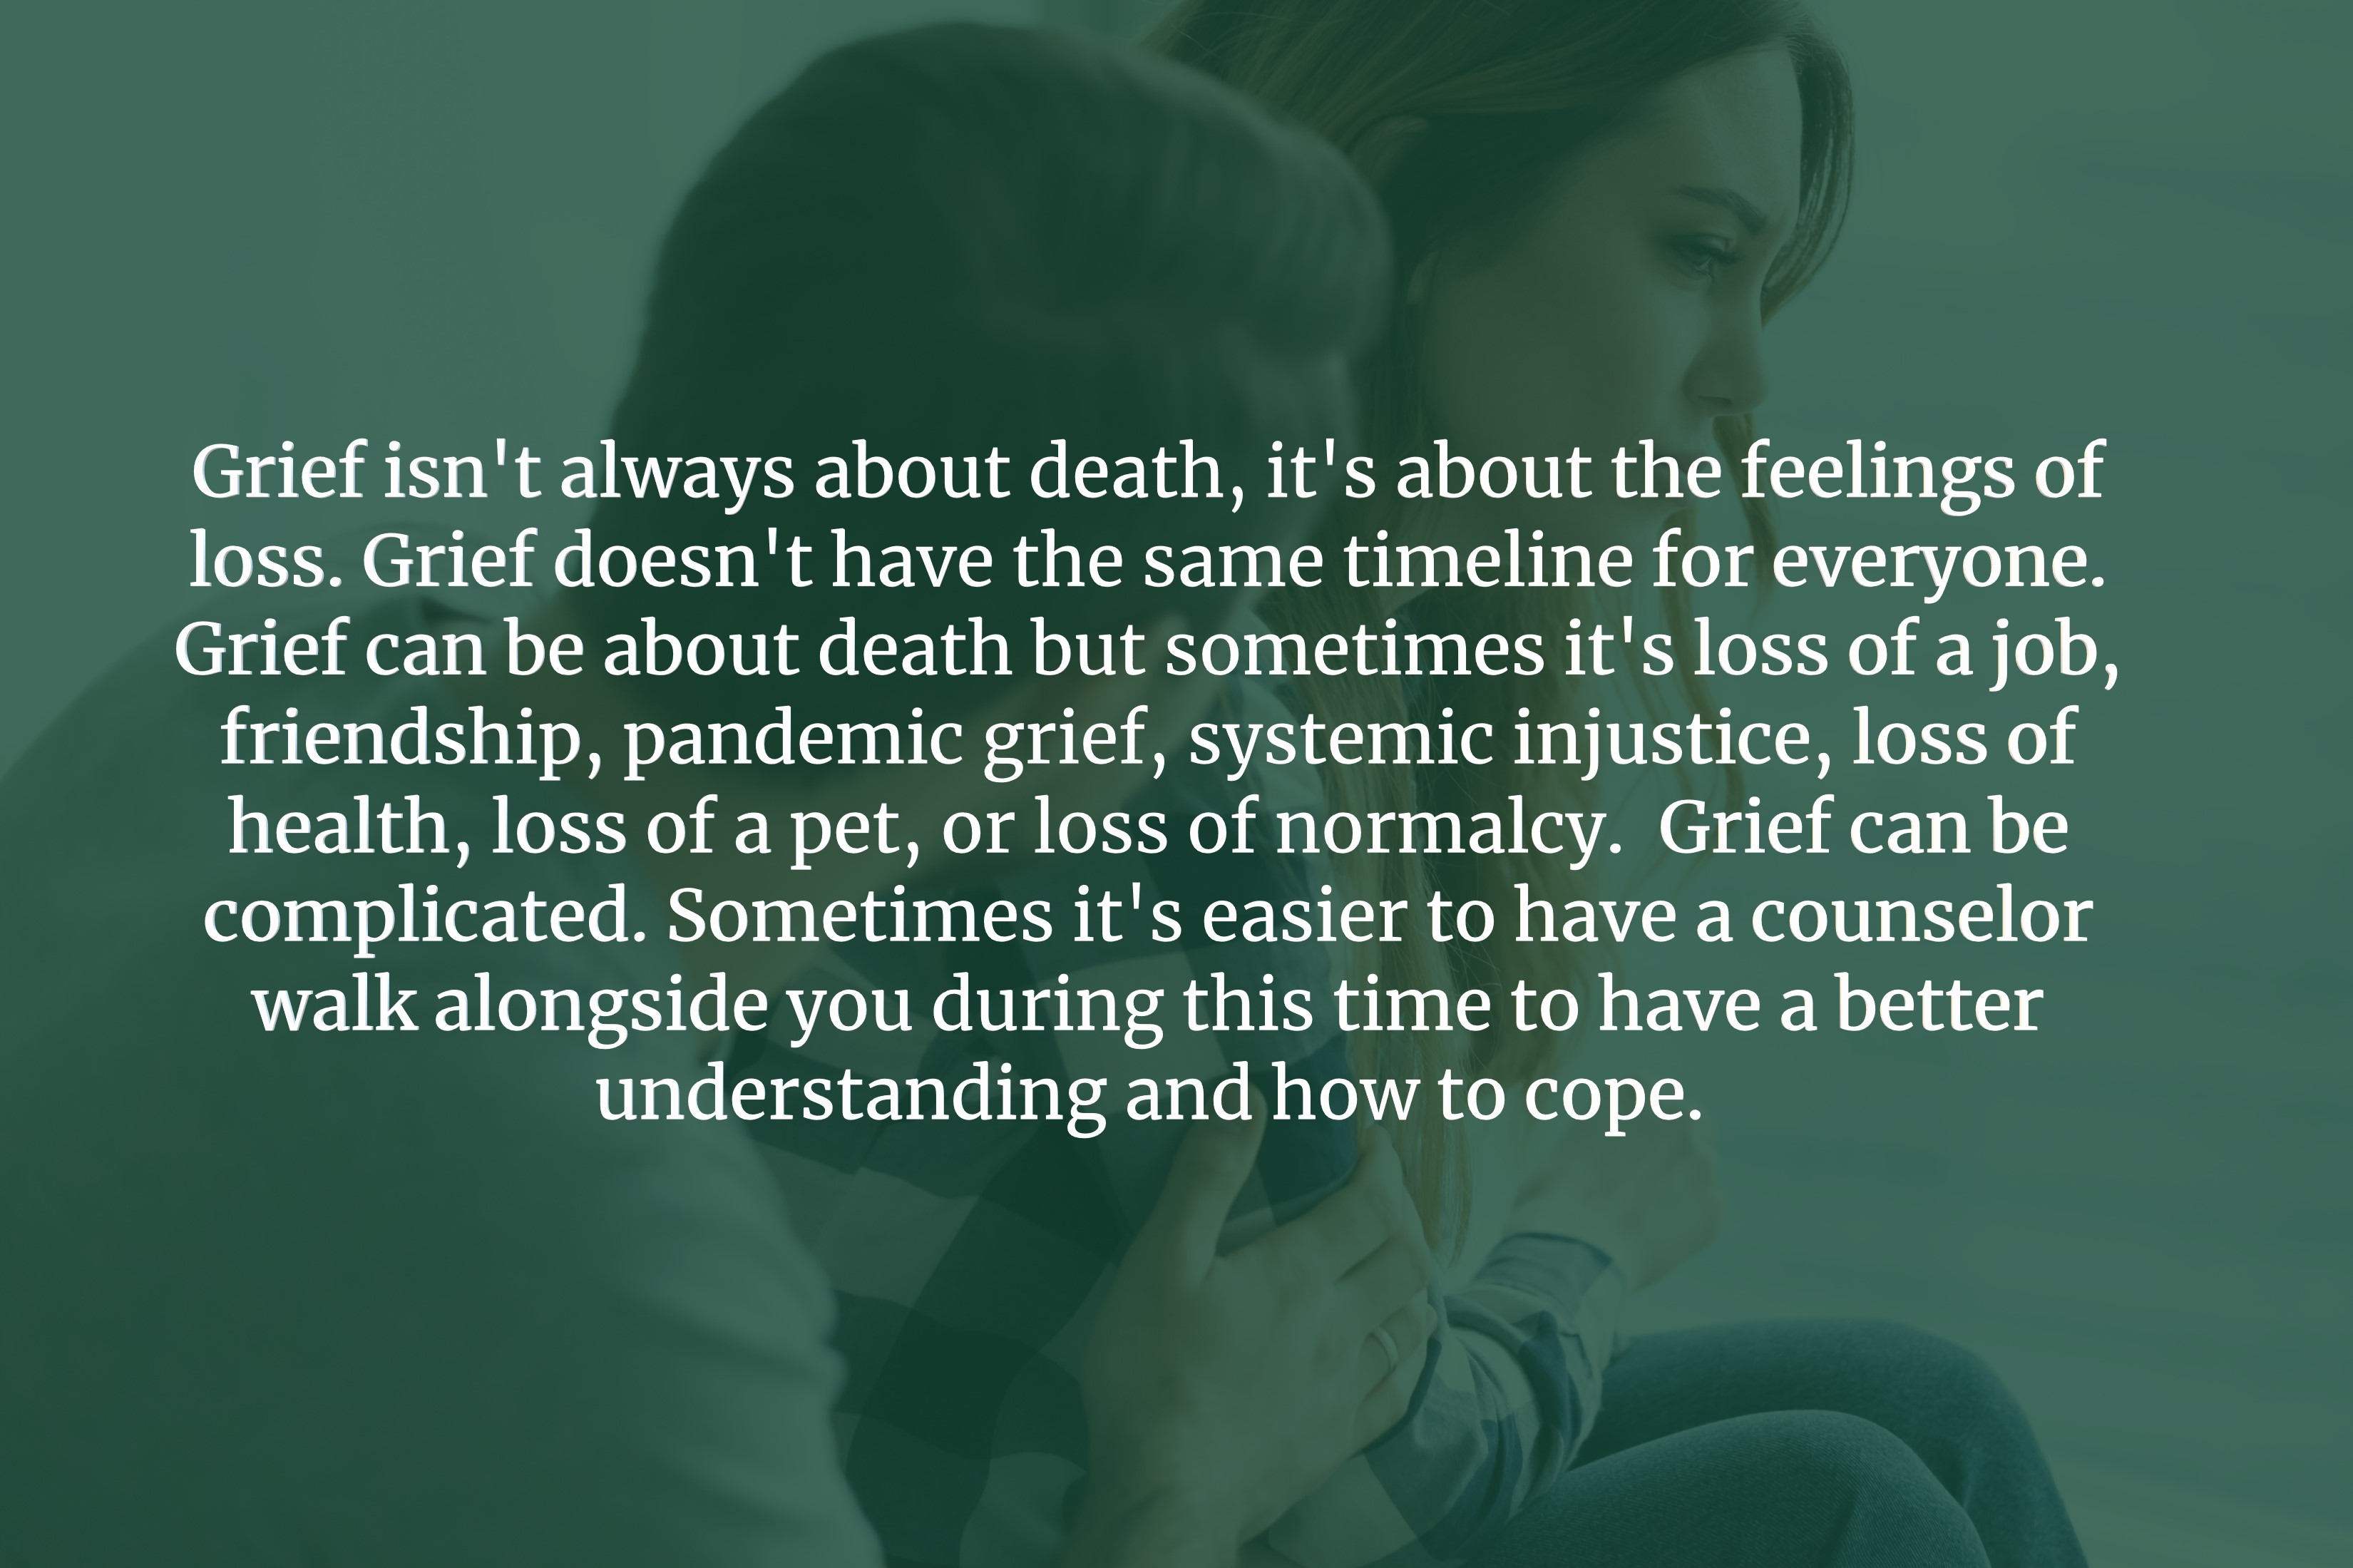 Grief isn't always about death, it's about the feelings of
loss. Grief doesn't have the same timeline for everyone.
Grief can be about death but sometimes it's loss of a job,
friendship, pandemic grief, systemic injustice, loss of
health, loss of a pet, or loss of normalcy.  Grief can be
complicated. Sometimes it's easier to have a counselor
walk alongside you during this time to have a better
understanding and how to cope.